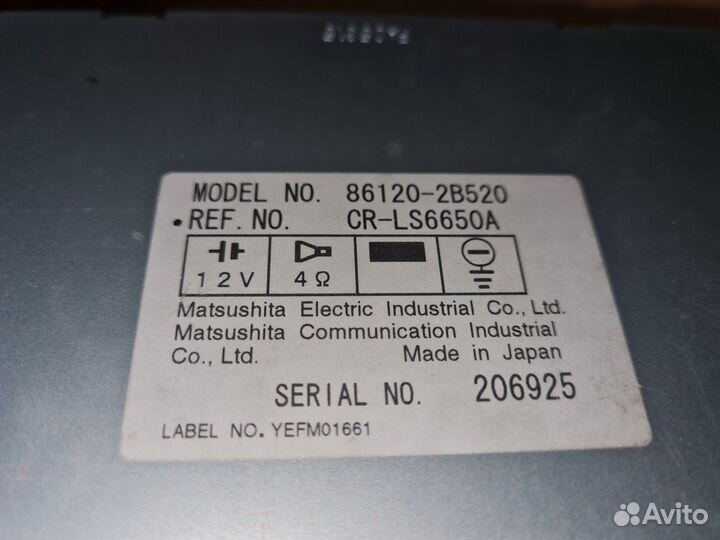 MODEL NO. 86120-2B520
•REF. NO. CR-LS6650A
12V 4Ω
Matsushita Electric Industrial Co., Ltd.
Matsushita Communication Industrial
Co., Ltd. Made in Japan
SERIAL NO. 206925
LABEL NO. YEFM01661
Avito